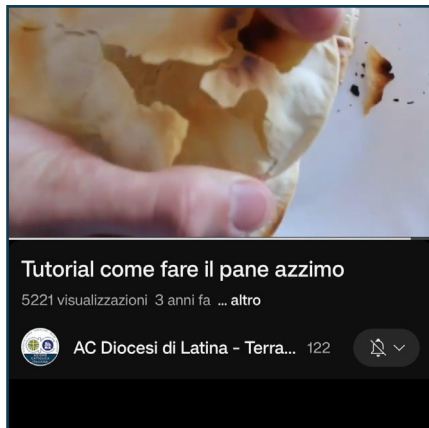 Tutorial come fare il pane azzimo
5221 visualizzazioni 3 anni fa ... altro
AC Diocesi di Latina - Terra... 122